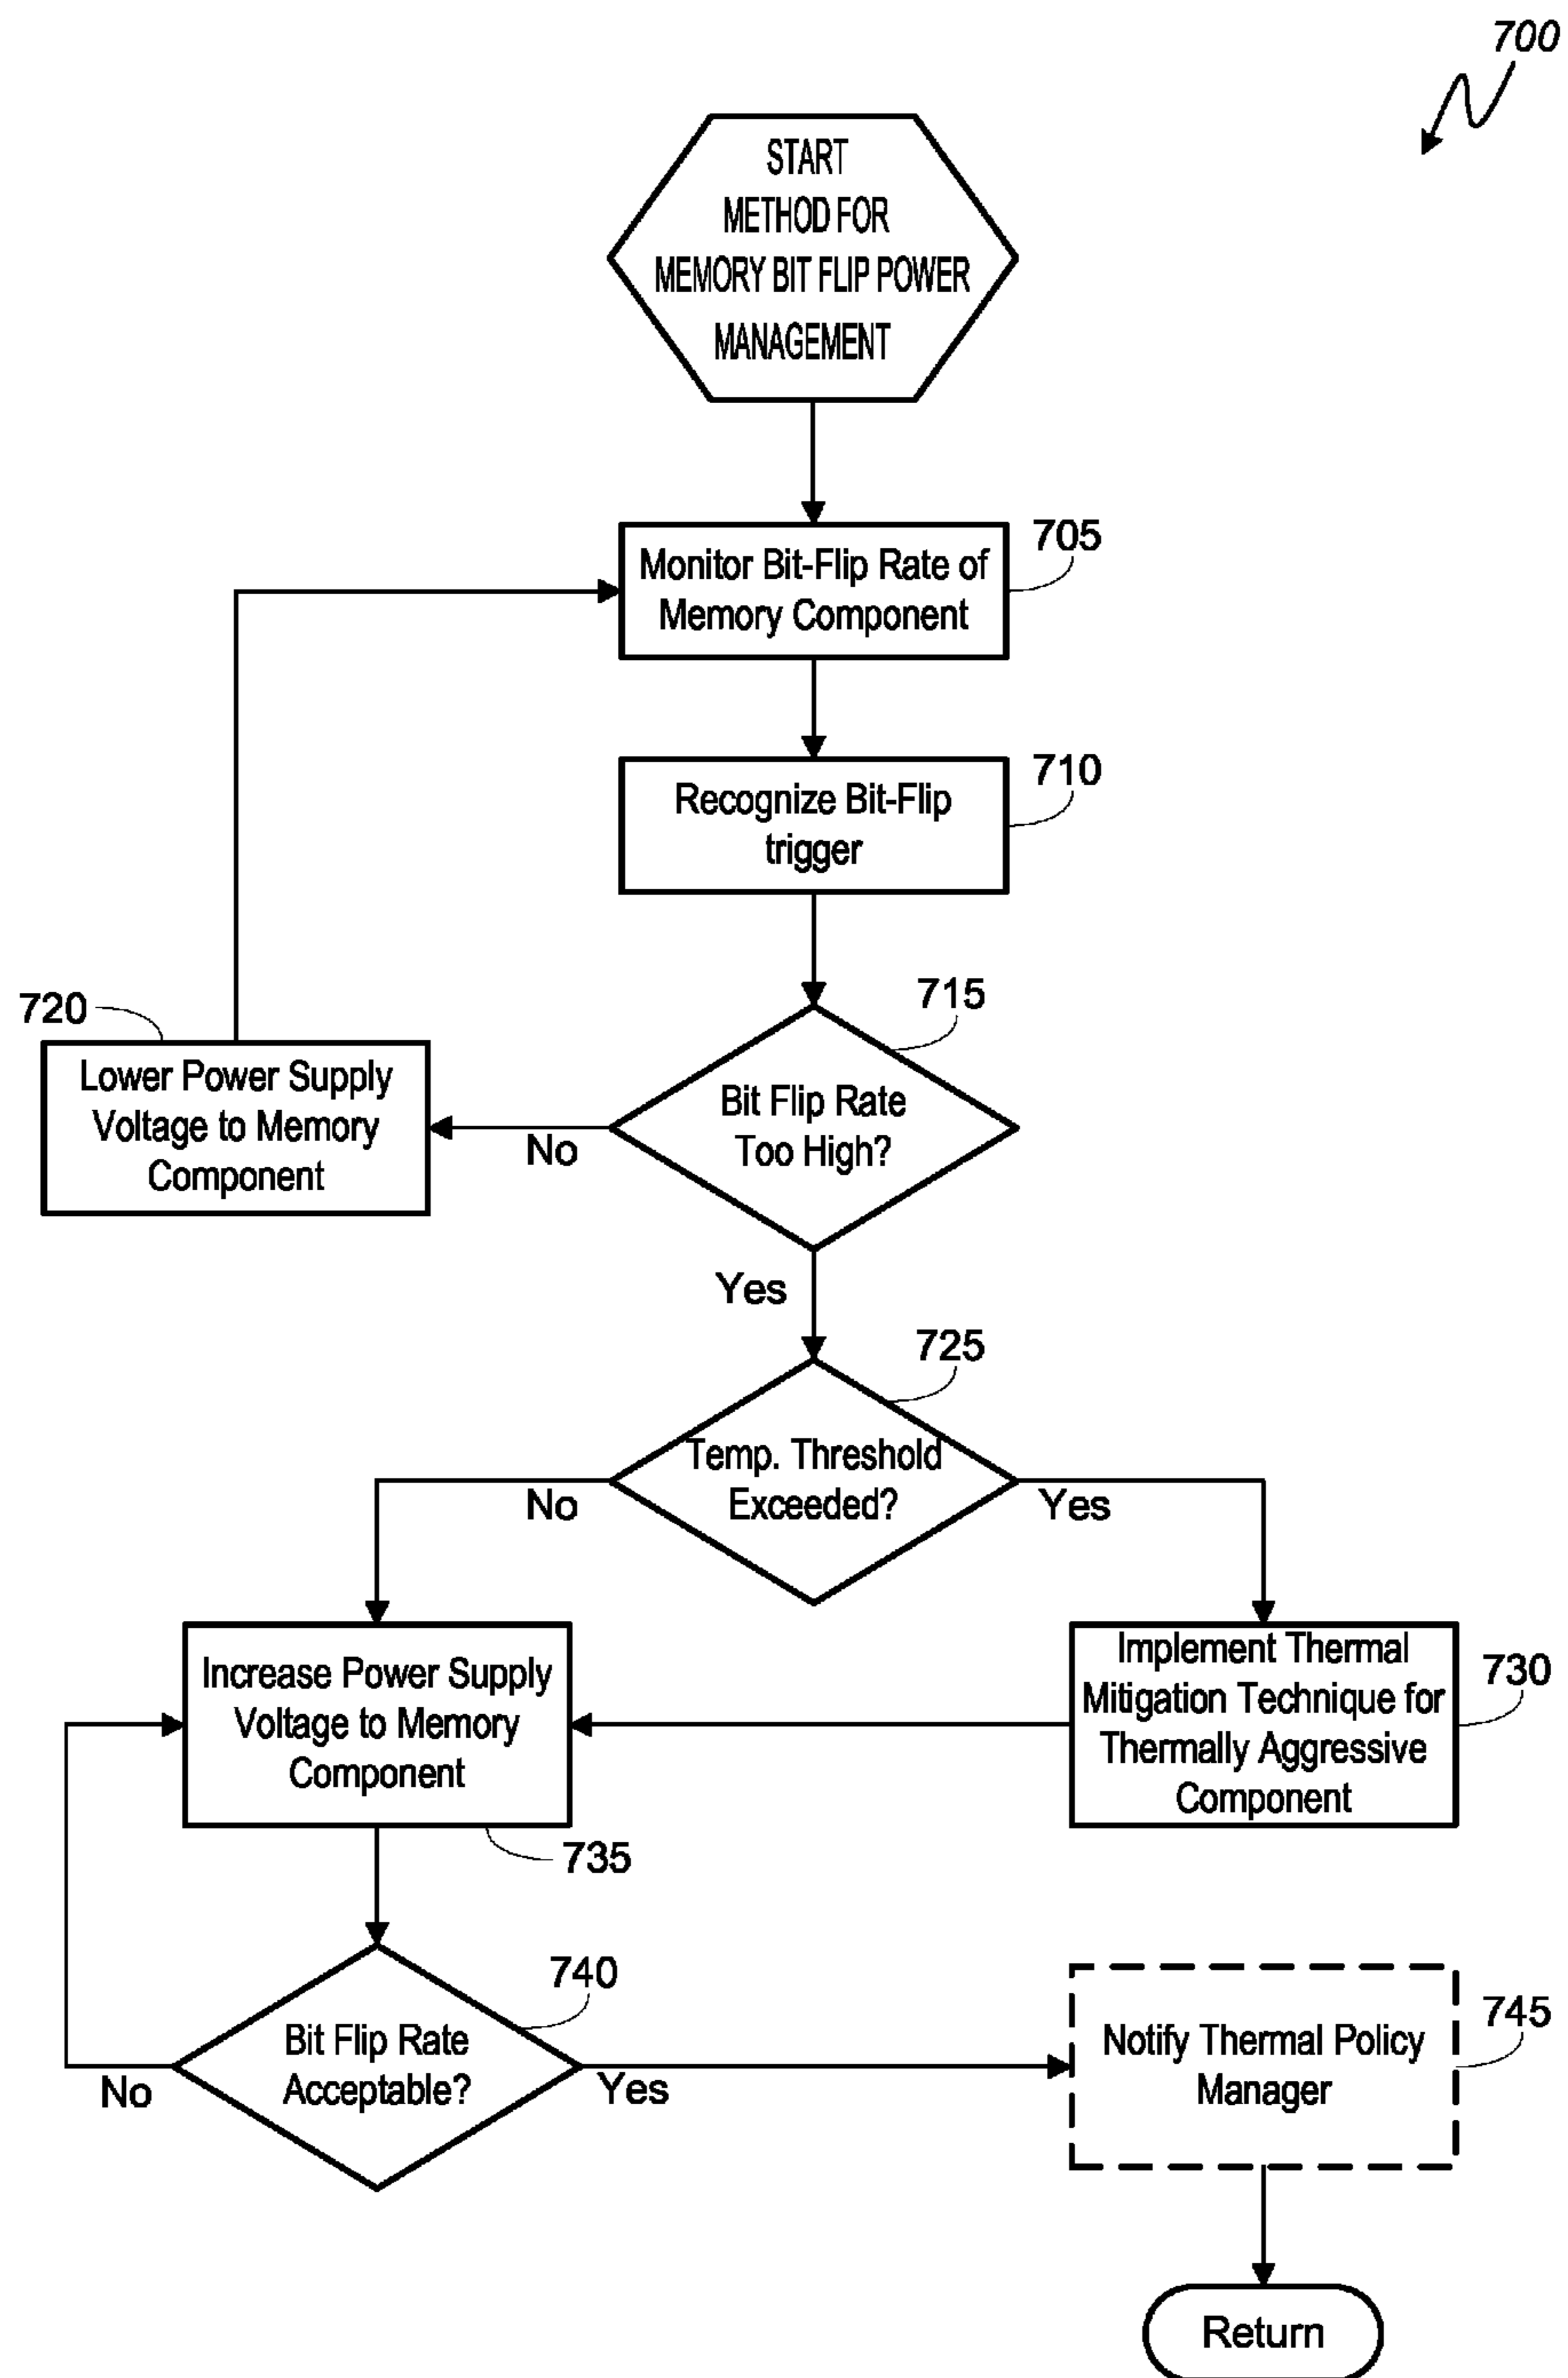 700
START
METHOD FOR
MEMORY BIT FLIP POWER
MANAGEMENT
705
Monitor Bit-Flip Rate of
Memory Component
710
Recognize Bit-Flip
trigger
715
Bit Flip Rate
Too High?
720
Lower Power Supply
Voltage to Memory
Component
No
Yes
725
Temp. Threshold
Exceeded?
No
Yes
Increase Power Supply
Voltage to Memory
Component
735
Implement Thermal
Mitigation Technique for
Thermally Aggressive
Component
730
740
Bit Flip Rate
Acceptable?
No
Yes
Notify Thermal Policy
Manager
745
Return